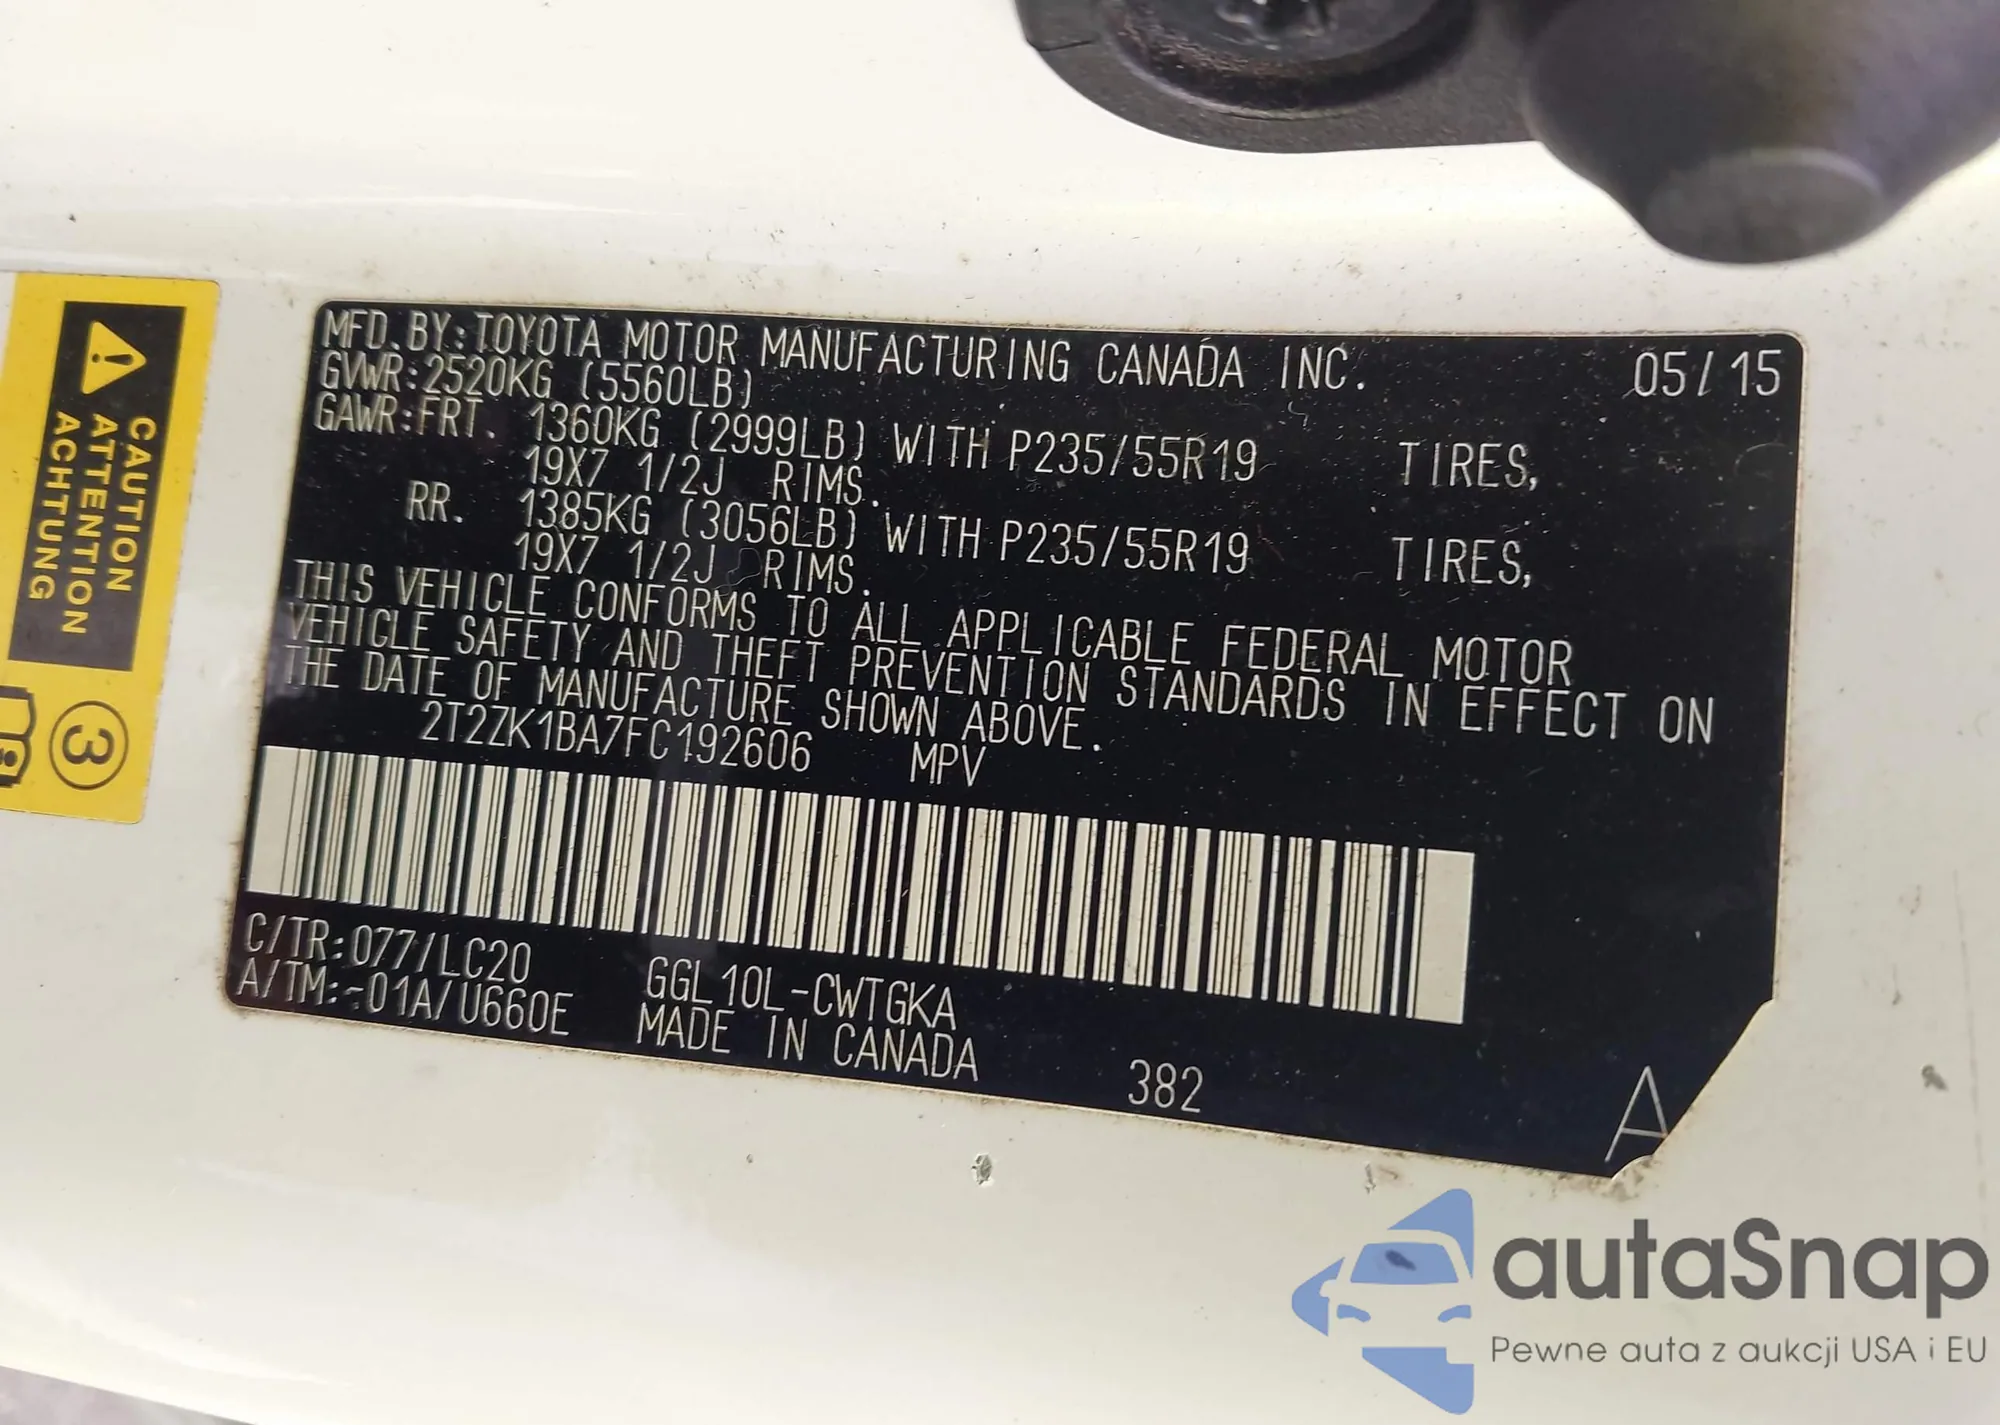 MFD.BY:TOYOTA MOTOR MANUFACTURING CANADA INC. 05/15
GVWR:2520KG (5560LB)
GAWR:FRT. 1360KG (2999LB) WITH P235/55R19 TIRES,
19X7 1/2J RIMS.
RR. 1385KG (3056LB) WITH P235/55R19 TIRES,
19X7 1/2J RIMS.
THIS VEHICLE CONFORMS TO ALL APPLICABLE FEDERAL MOTOR
VEHICLE SAFETY AND THEFT PREVENTION STANDARDS IN EFFECT ON
THE DATE OF MANUFACTURE SHOWN ABOVE.
2T2ZK1BA7FC192606 MPV
C/TR:077/LC20 GGL10L-CWTGKA
A/TM:-01A/U660E MADE IN CANADA 382
A
CAUTION
ATTENTION
ACHTUNG
3
autaSnap
Pewne auta z aukcji USA i EU